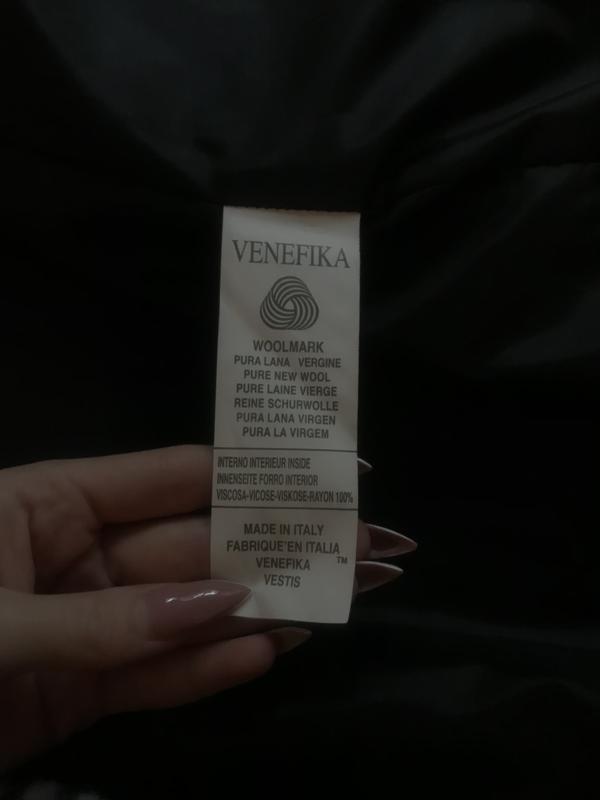 VENEFIKA
WOOLMARK
PURA LANA VERGINE
PURE NEW WOOL
PURE LAINE VIERGE
REINE SCHURWOLLE
PURA LANA VIRGEN
PURA LA VIRGEM
INTERNO INTERIEUR INSIDE
INNENSEITE FORRO INTERIOR
VISCOSA-VICOSE-VISKOSE-RAYON 100%
MADE IN ITALY
FABRIQUE'EN ITALIA
VENEFIKA ™
VESTIS